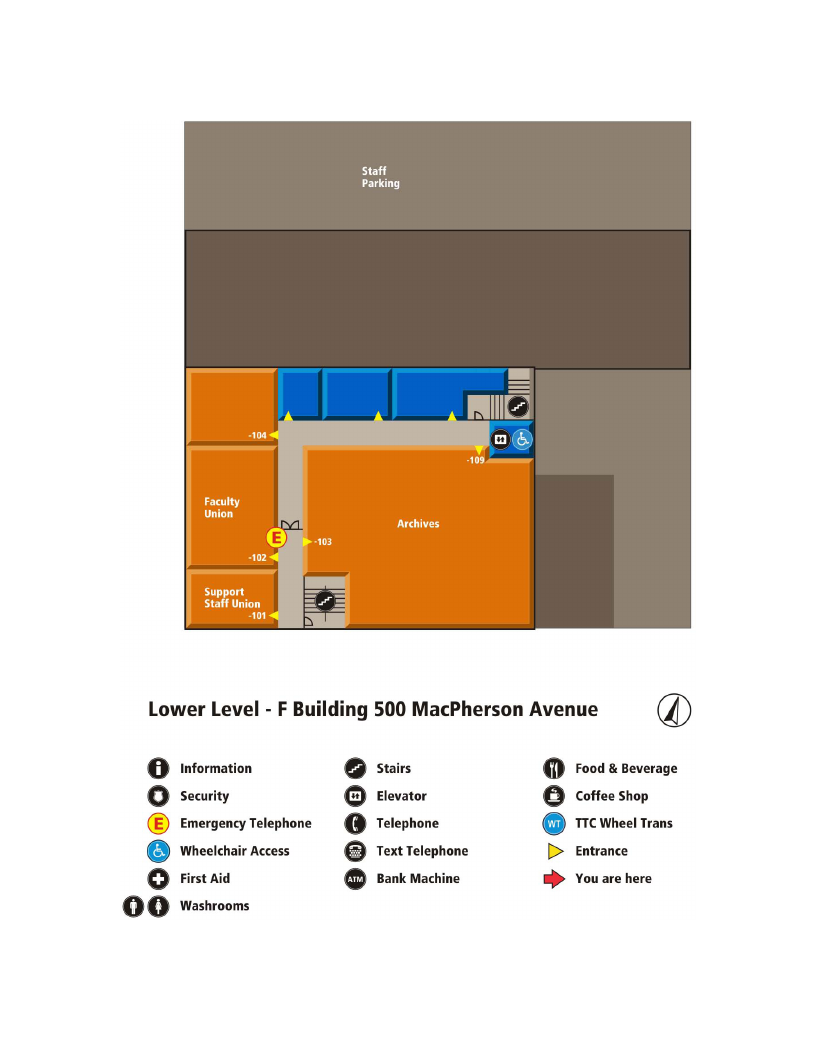 Staff
Parking
-104
-109
Faculty
Union
Archives
E
-103
-102
Support
Staff Union
-101
Lower Level - F Building 500 MacPherson Avenue
Information
Stairs
Food & Beverage
Security
Elevator
Coffee Shop
E Emergency Telephone
Telephone
WT TTC Wheel Trans
Wheelchair Access
Text Telephone
Entrance
First Aid
ATM Bank Machine
You are here
Washrooms